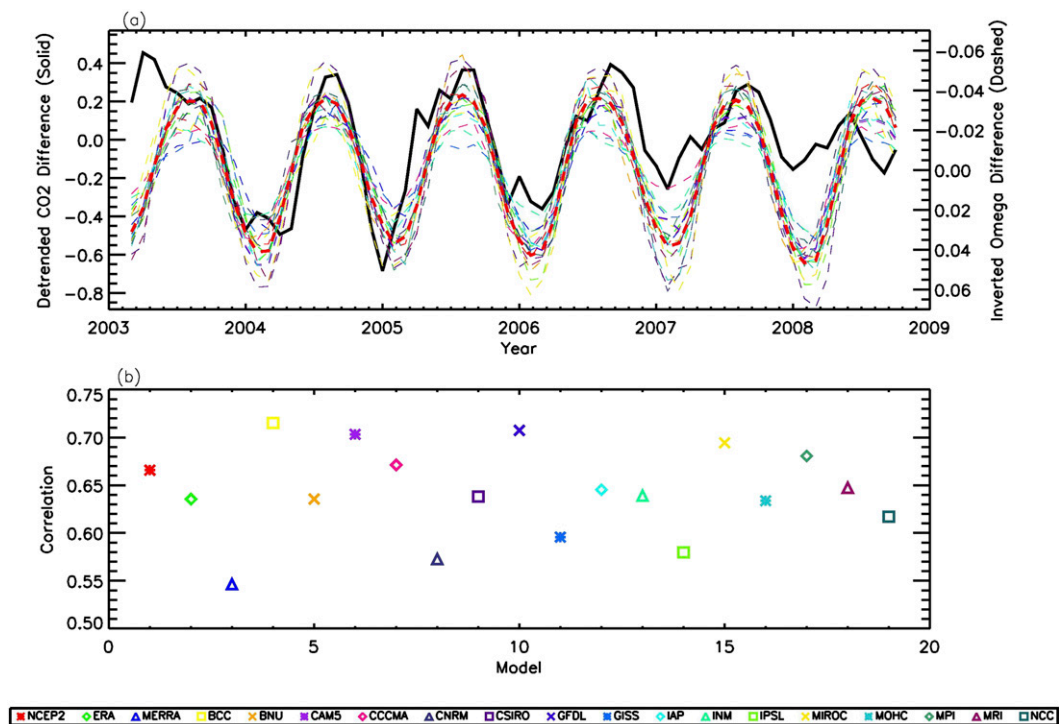 (a)
Detrended CO2 Difference (Solid)
0.4
0.2
0.0
-0.2
-0.4
-0.6
-0.8
-0.06
-0.04
-0.02
0.00
0.02
0.04
0.06
Inverted Omega Difference (Dashed)
2003 2004 2005 2006 2007 2008 2009
Year
(b)
Correlation
0.75
0.70
0.65
0.60
0.55
0.50
0 5 10 15 20
Model
NCEP2 ERA MERRA BCC BNU CAM5 CCCMA CNRM CSIRO GFDL GISS IAP INM IPSL MIROC MOHC MPI MRI NCC